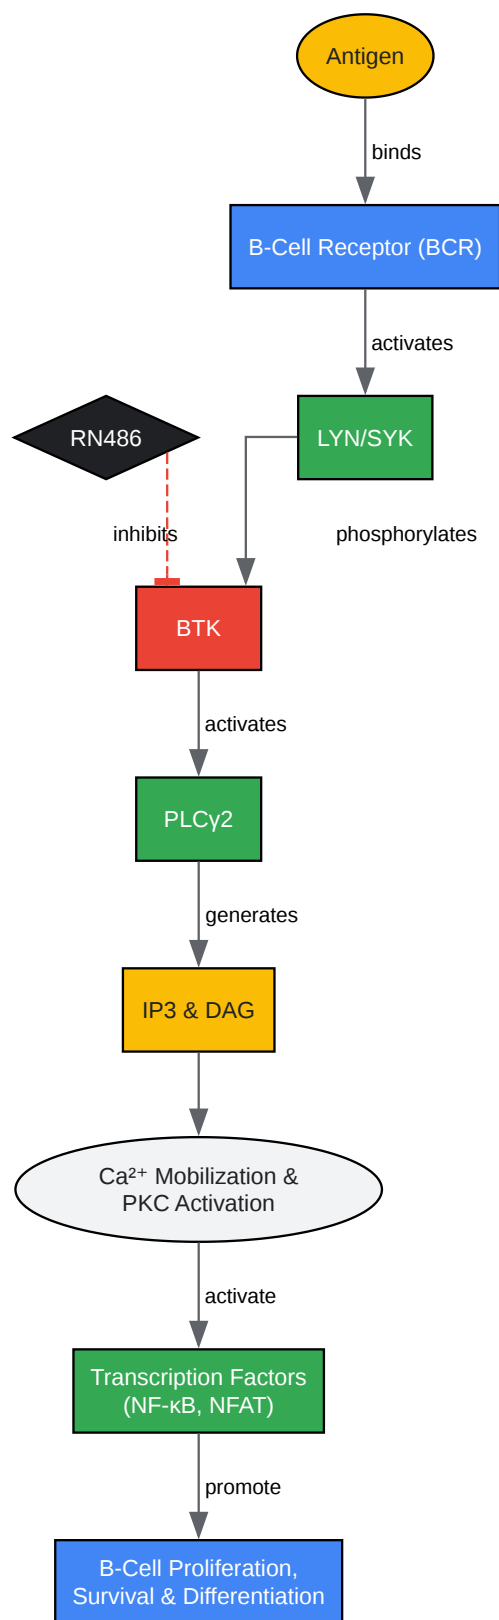 Antigen
binds
B-Cell Receptor (BCR)
activates
RN486
LYN/SYK
inhibits
phosphorylates
BTK
activates
PLCγ2
generates
IP3 & DAG
Ca²⁺ Mobilization &
PKC Activation
activate
Transcription Factors
(NF-κB, NFAT)
promote
B-Cell Proliferation,
Survival & Differentiation